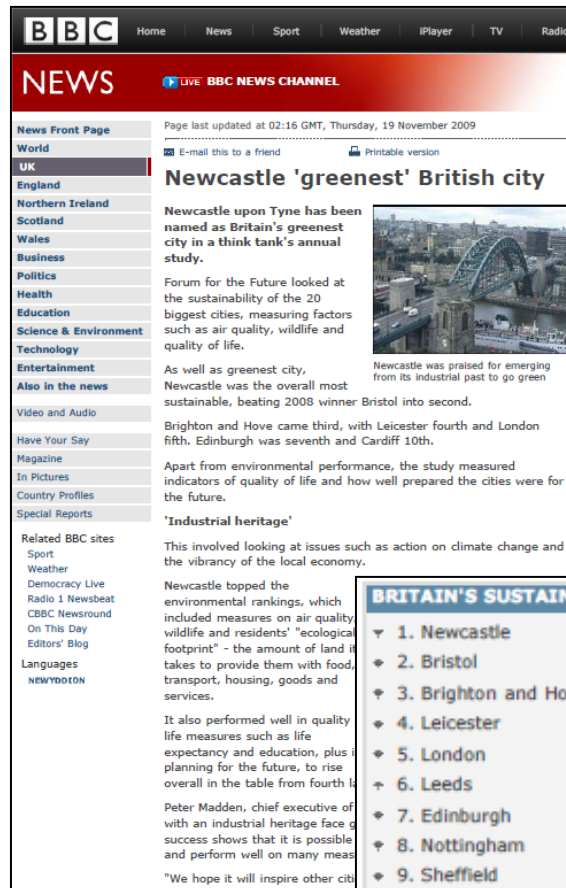 BBC Home News Sport Weather iPlayer TV Radio
NEWS LIVE BBC NEWS CHANNEL
News Front Page
World
UK
England
Northern Ireland
Scotland
Wales
Business
Politics
Health
Education
Science & Environment
Technology
Entertainment
Also in the news
Video and Audio
Have Your Say
Magazine
In Pictures
Country Profiles
Special Reports
Related BBC sites
Sport
Weather
Democracy Live
Radio 1 Newsbeat
CBBC Newsround
On This Day
Editors' Blog
Languages
NEWYDDION
Page last updated at 02:16 GMT, Thursday, 19 November 2009
E-mail this to a friend Printable version
Newcastle 'greenest' British city
Newcastle upon Tyne has been
named as Britain's greenest
city in a think tank's annual
study.
Forum for the Future looked at
the sustainability of the 20
biggest cities, measuring factors
such as air quality, wildlife and
quality of life.
Newcastle was praised for emerging
from its industrial past to go green
As well as greenest city,
Newcastle was the overall most
sustainable, beating 2008 winner Bristol into second.
Brighton and Hove came third, with Leicester fourth and London
fifth. Edinburgh was seventh and Cardiff 10th.
Apart from environmental performance, the study measured
indicators of quality of life and how well prepared the cities were for
the future.
'Industrial heritage'
This involved looking at issues such as action on climate change and
the vibrancy of the local economy.
Newcastle topped the
environmental rankings, which
included measures on air quality,
wildlife and residents' "ecological
footprint" - the amount of land it
takes to provide them with food,
transport, housing, goods and
services.
It also performed well in quality
life measures such as life
expectancy and education, plus
planning for the future, to rise
overall in the table from fourth
Peter Madden, chief executive of
with an industrial heritage face
success shows that it is possible
and perform well on many
"We hope it will inspire other
BRITAIN'S
1. Newcastle
2. Bristol
3. Brighton and
4. Leicester
5. London
6. Leeds
7. Edinburgh
8. Nottingham
9. Sheffield